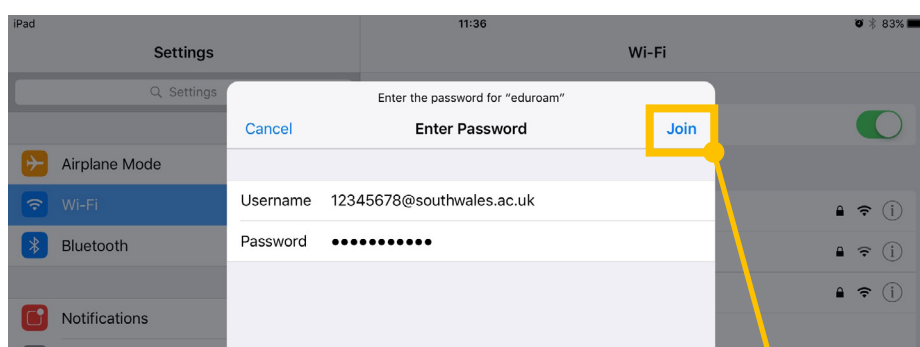 iPad
11:36
83%
Settings
Wi-Fi
Settings
Enter the password for “eduroam”
Cancel
Enter Password
Join
Airplane Mode
Wi-Fi
Username 12345678@southwales.ac.uk
Bluetooth
Password •••••••••••
Notifications